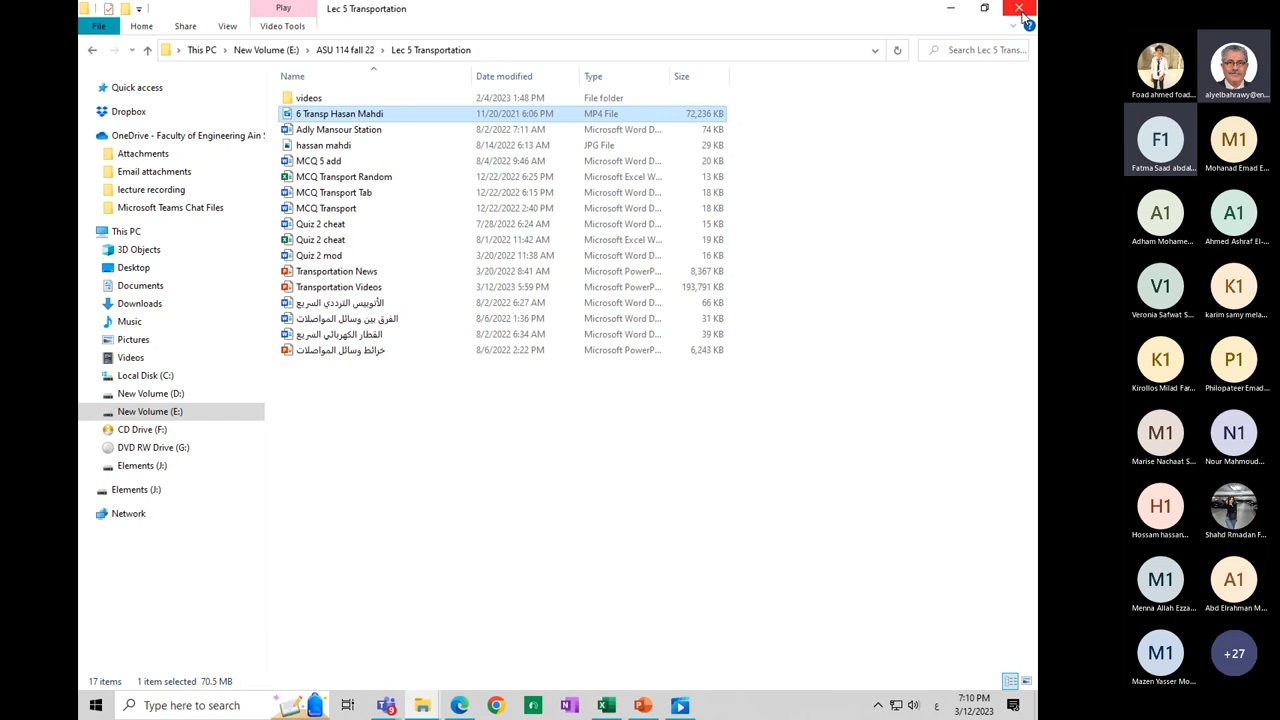 Play
Lec 5 Transportation
File
Home
Share
View
Video Tools
This PC
New Volume (E:)
ASU 114 fall 22
Lec 5 Transportation
Search Lec 5 Trans...
Name
Date modified
Type
Size
Quick access
Dropbox
OneDrive - Faculty of Engineering Ain S
Attachments
Email attachments
lecture recording
Microsoft Teams Chat Files
This PC
3D Objects
Desktop
Documents
Downloads
Music
Pictures
Videos
Local Disk (C:)
New Volume (D:)
New Volume (E:)
CD Drive (F:)
DVD RW Drive (G:)
Elements (J:)
Elements (J:)
Network
videos 2/4/2023 1:48 PM File folder
6 Transp Hasan Mahdi 11/20/2021 6:06 PM MP4 File 72,236 KB
Adly Mansour Station 8/2/2022 7:11 AM Microsoft Word D... 74 KB
hassan mahdi 8/14/2022 6:13 AM JPG File 29 KB
MCQ 5 add 8/4/2022 9:46 AM Microsoft Word D... 20 KB
MCQ Transport Random 12/22/2022 6:25 PM Microsoft Excel W... 13 KB
MCQ Transport Tab 12/22/2022 6:15 PM Microsoft Word D... 18 KB
MCQ Transport 12/22/2022 2:40 PM Microsoft Word D... 18 KB
Quiz 2 cheat 7/28/2022 6:24 AM Microsoft Word D... 15 KB
Quiz 2 cheat 8/1/2022 11:42 AM Microsoft Excel W... 19 KB
Quiz 2 mod 3/20/2022 11:38 AM Microsoft Word D... 16 KB
Transportation News 3/20/2022 8:41 AM Microsoft PowerP... 8,367 KB
Transportation Videos 3/12/2023 5:59 PM Microsoft PowerP... 193,791 KB
الأتوبيس الترددي السريع 8/2/2022 6:27 AM Microsoft Word D... 66 KB
الفرق بين وسائل المواصلات 8/6/2022 1:36 PM Microsoft Word D... 31 KB
القطار الكهربائي السريع 8/2/2022 6:34 AM Microsoft Word D... 39 KB
خرائط وسائل المواصلات 8/6/2022 2:22 PM Microsoft PowerP... 6,243 KB
17 items
1 item selected 70.5 MB
Type here to search
9
ع
7:10 PM
3/12/2023
Foad ahmed foad...
alyelbahrawy@en...
F1
Fatma Saad abdal...
M1
Mohanad Emad E...
A1
Adham Mohame...
A1
Ahmed Ashraf El-...
V1
Veronia Safwat S...
K1
karim samy mela...
K1
Kirollos Milad Far...
P1
Philopateer Emad...
M1
Marise Nachaat S...
N1
Nour Mahmoud...
H1
Hossam hassan...
Shahd Rmadan F...
M1
Menna Allah Ezza...
A1
Abd Elrahman M...
M1
Mazen Yasser Mo...
+27